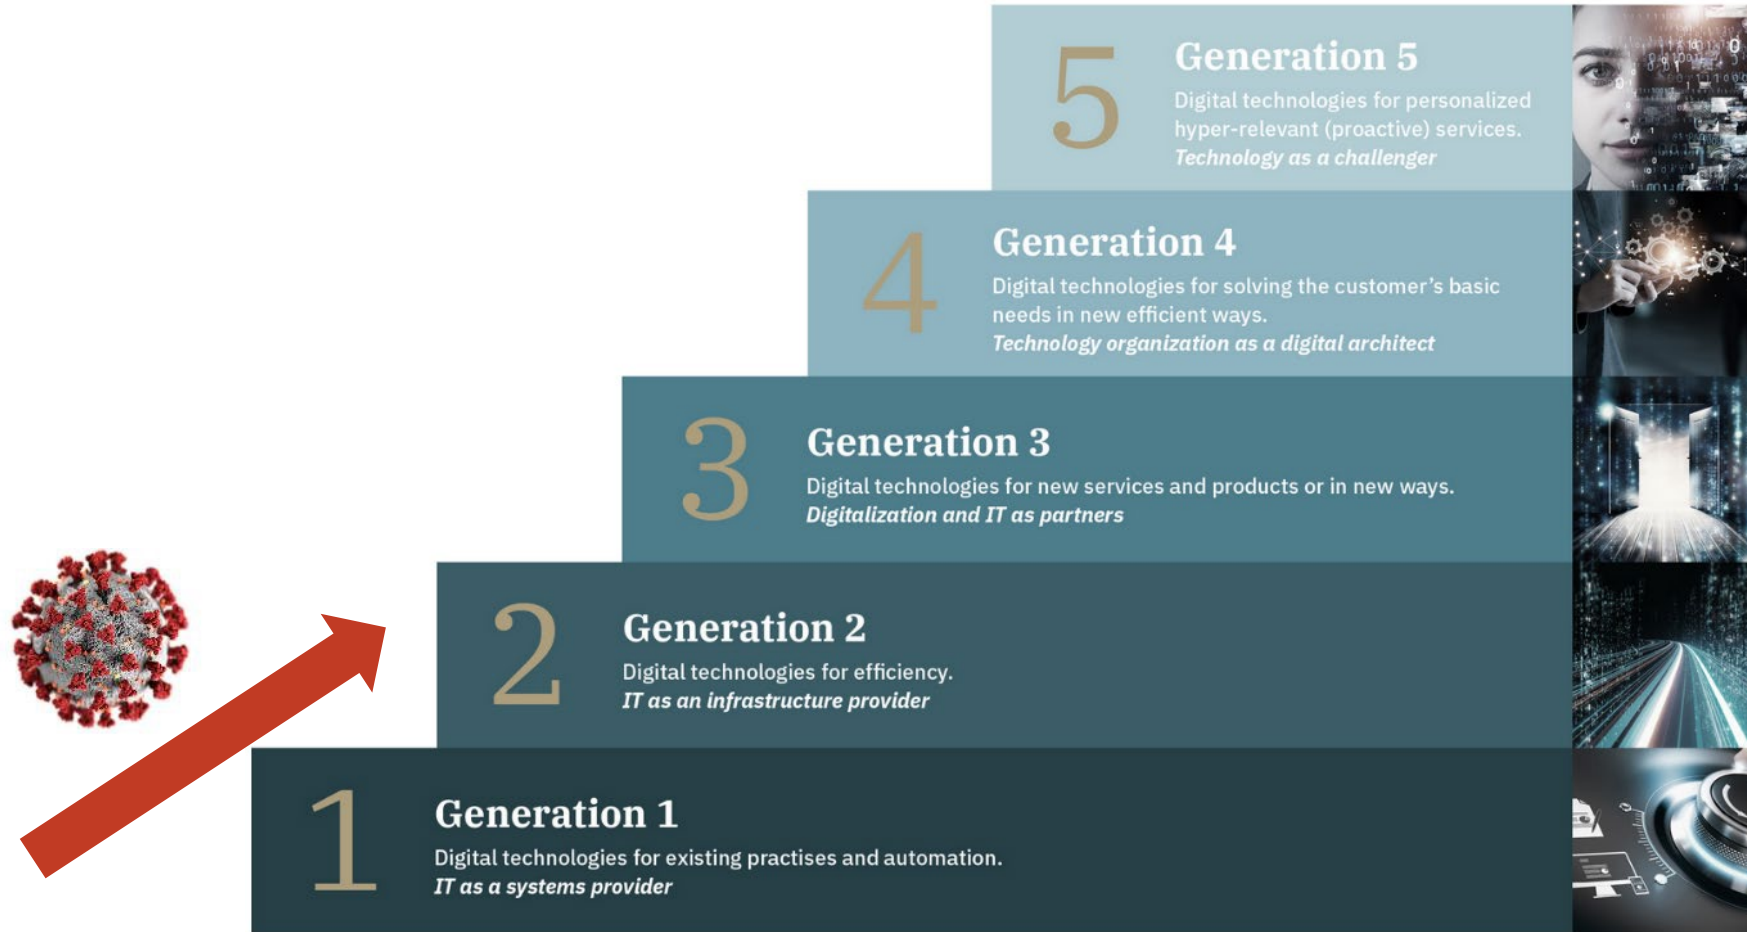 5
Generation 5
Digital technologies for personalized
hyper-relevant (proactive) services.
Technology as a challenger
4
Generation 4
Digital technologies for solving the customer's basic
needs in new efficient ways.
Technology organization as a digital architect
3
Generation 3
Digital technologies for new services and products or in new ways.
Digitalization and IT as partners
2
Generation 2
Digital technologies for efficiency.
IT as an infrastructure provider
1
Generation 1
Digital technologies for existing practises and automation.
IT as a systems provider